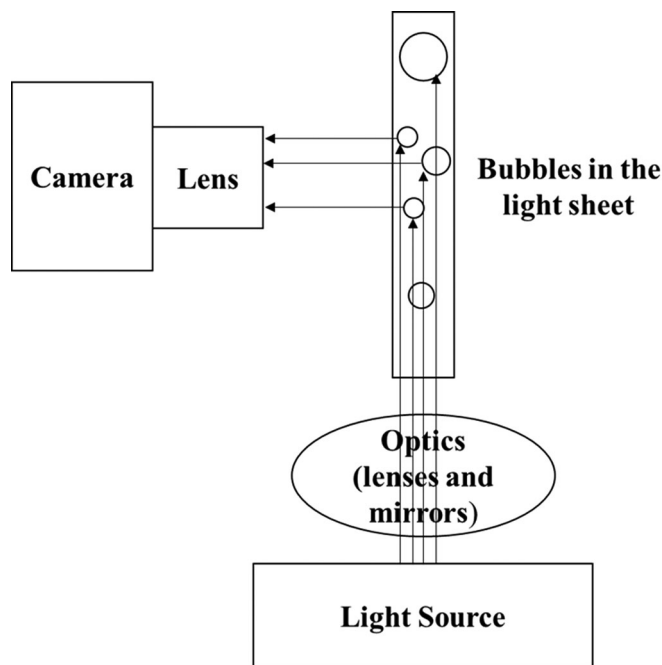 Camera
Lens
Bubbles in the
light sheet
Optics
(lenses and
mirrors)
Light Source